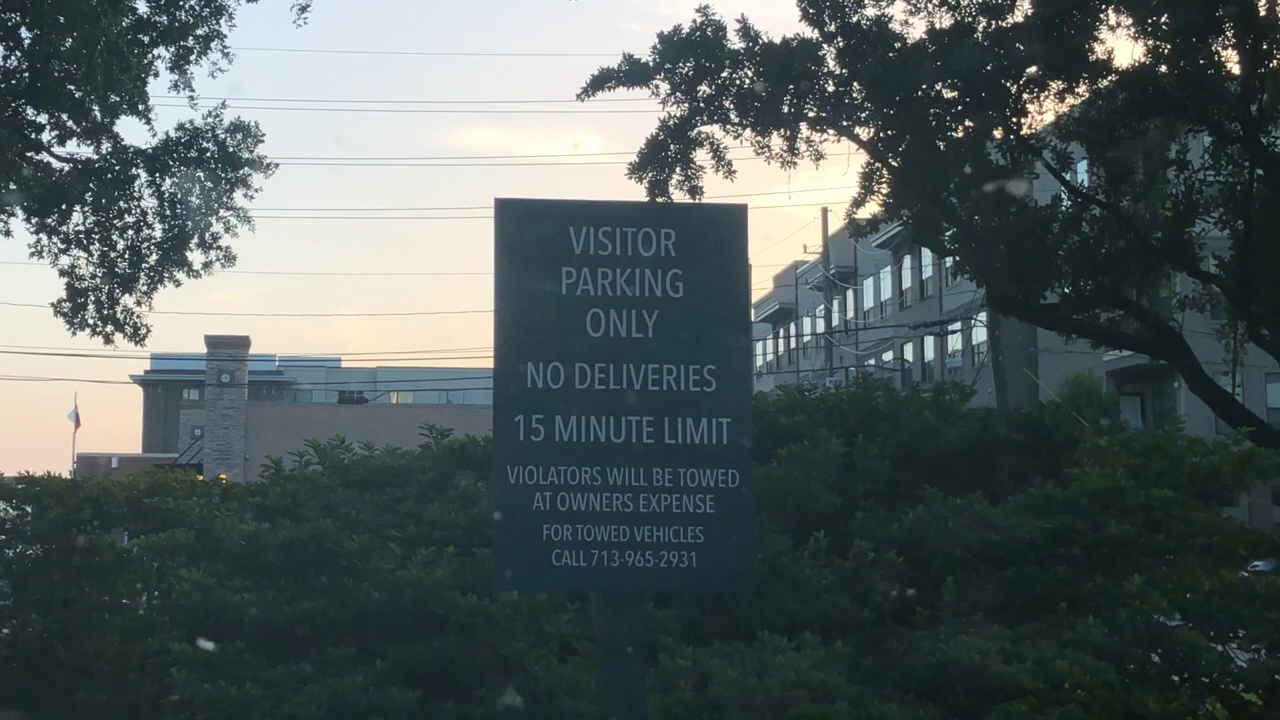 VISITOR
PARKING
ONLY
NO DELIVERIES
15 MINUTE LIMIT
VIOLATORS WILL BE TOWED
AT OWNERS EXPENSE
FOR TOWED VEHICLES
CALL 713-965-2931